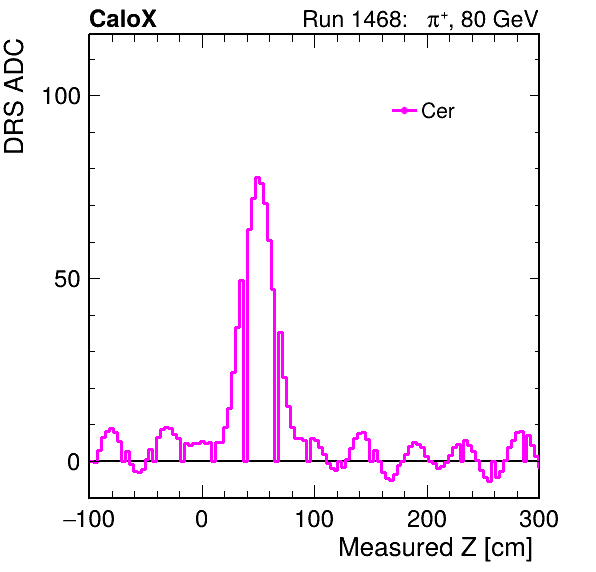 CaloX Run 1468: π⁺, 80 GeV
DRS ADC
Cer
100
50
0
−100 0 100 200 300
Measured Z [cm]